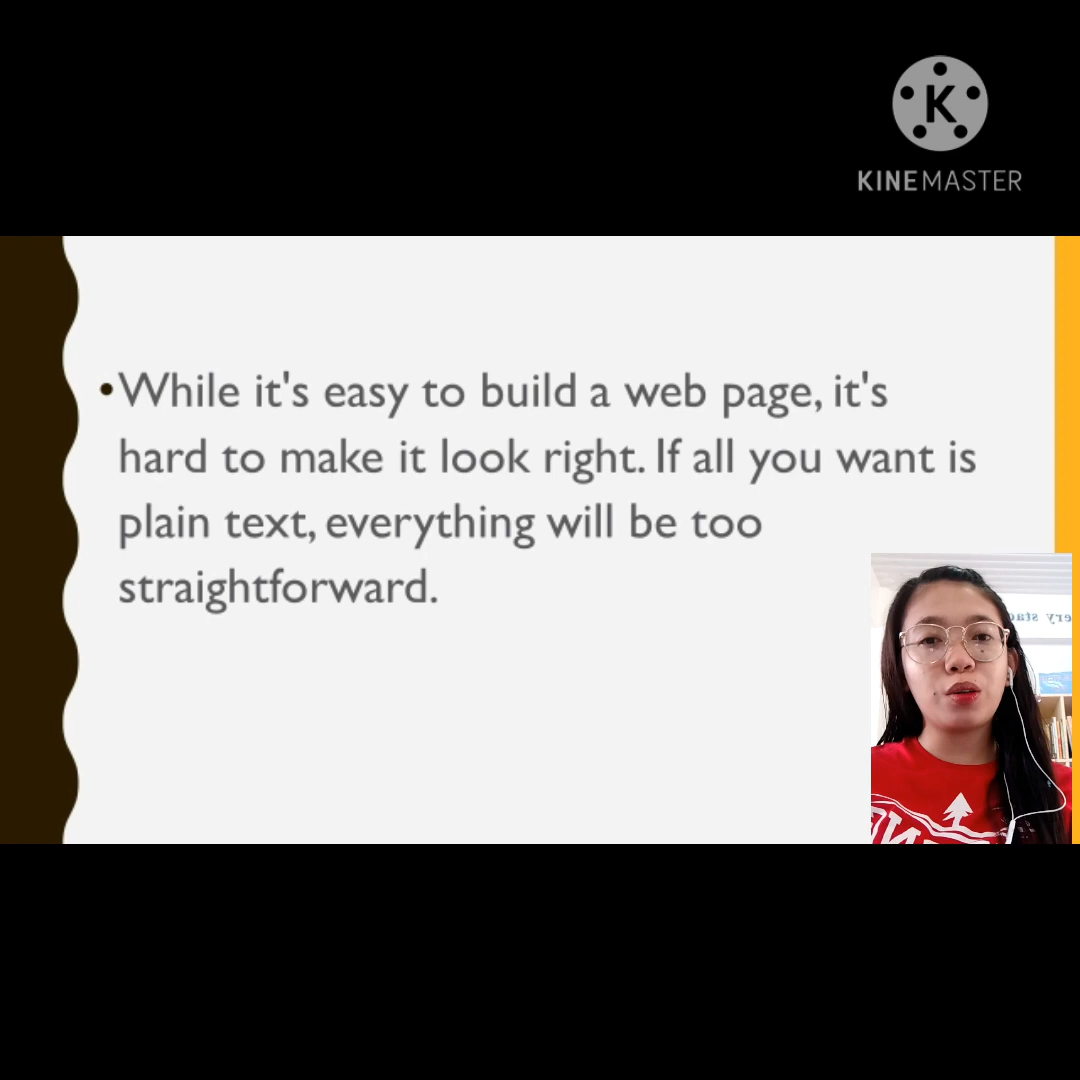 K
KINEMASTER
•While it's easy to build a web page, it's
hard to make it look right. If all you want is
plain text, everything will be too
straightforward.